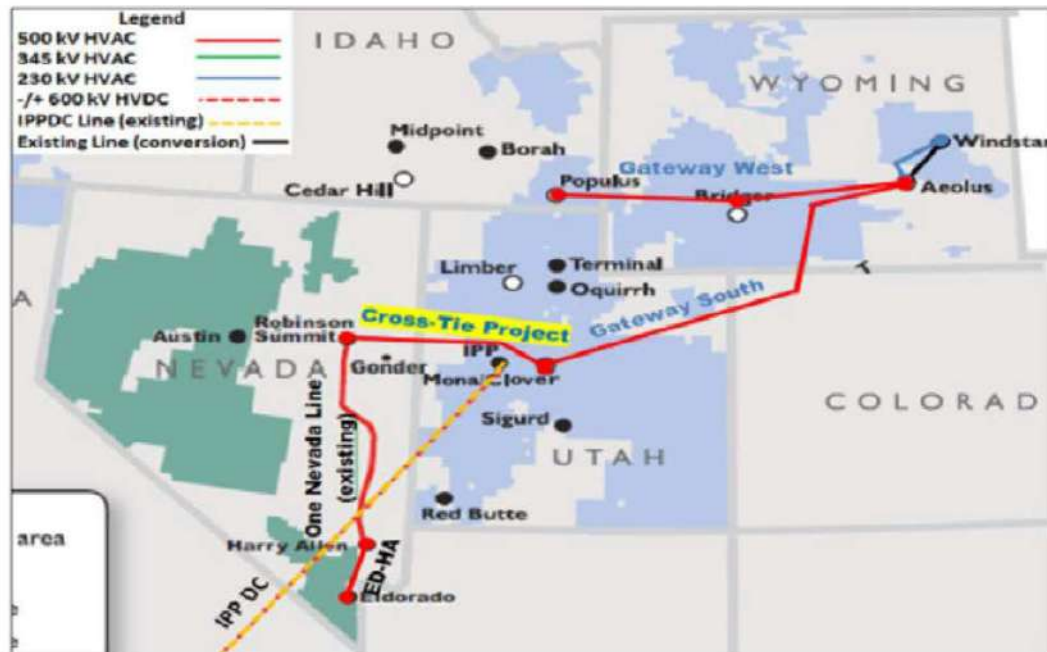 Legend
500 kV HVAC
345 kV HVAC
230 kV HVAC
-/+ 600 kV HVDC
IPPDC Line (existing)
Existing Line (conversion)
IDAHO
WYOMING
Midpoint
Borah
Windstar
Gateway West
Cedar Hill
Populus
Bridger
Aeolus
Limber
Terminal
Oquirrh
Gateway South
T
A
Cross-Tie Project
Robinson
Summit
Austin
IPP
NEVADA
Gonder
Mona/Clover
COLORAD
One Nevada Line
(existing)
Sigurd
UTAH
Red Butte
area
Harry Allen
ED-HA
IPP DC
Eldorado
e
e